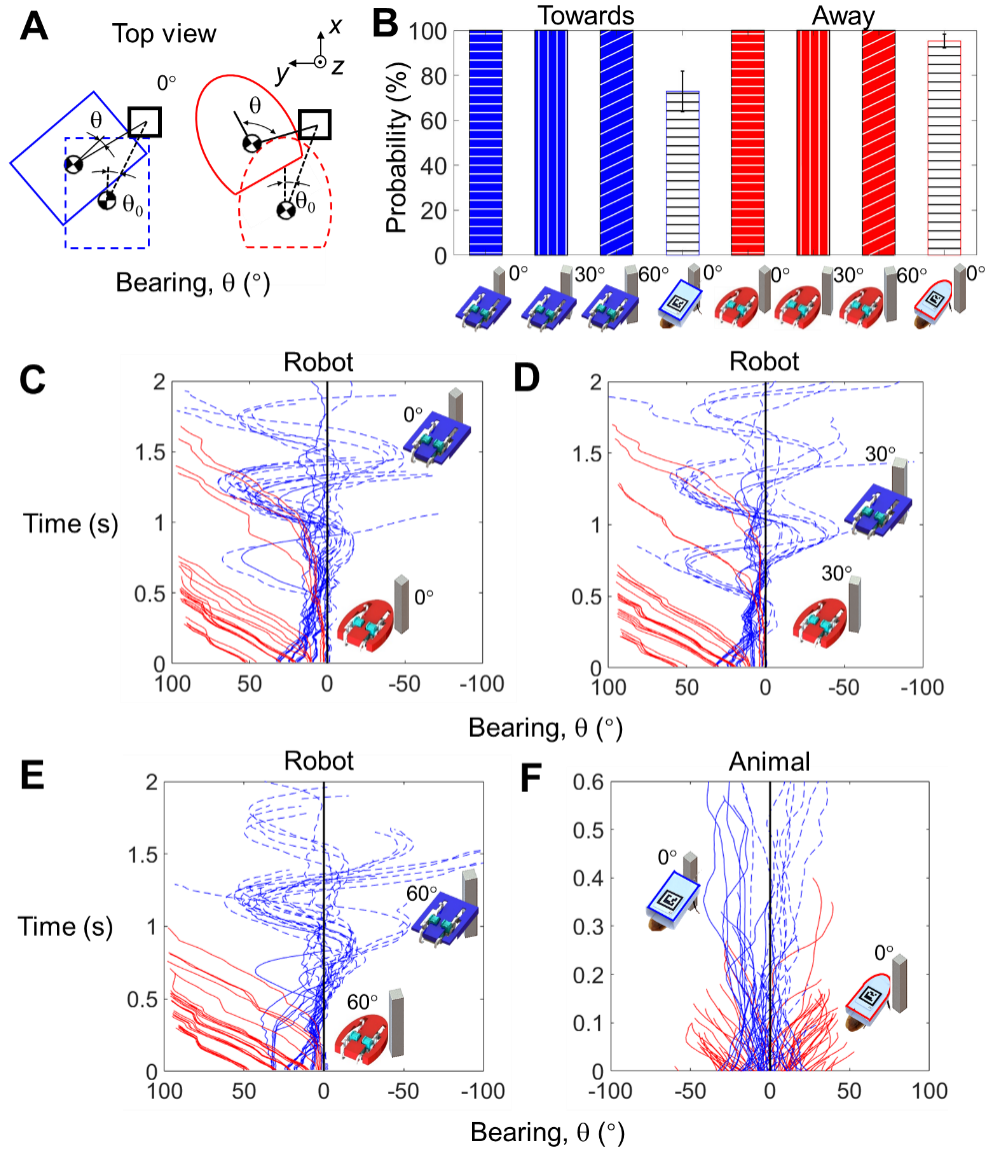 A
Top view
x
y
z
0°
θ
θ
θ0
θ0
Bearing, θ (°)
B
Towards
Away
Probability (%)
100
80
60
40
20
0
0°
30°
60°
0°
0°
30°
60°
0°
C
Robot
2
1.5
1
0.5
0
Time (s)
0°
0°
100
50
0
-50
-100
D
Robot
2
1.5
1
0.5
0
30°
30°
100
50
0
-50
-100
Bearing, θ (°)
E
Robot
2
1.5
1
0.5
0
Time (s)
60°
60°
100
50
0
-50
-100
F
Animal
0.6
0.5
0.4
0.3
0.2
0.1
0
0°
0°
-100
-50
0
50
100
Bearing, θ (°)